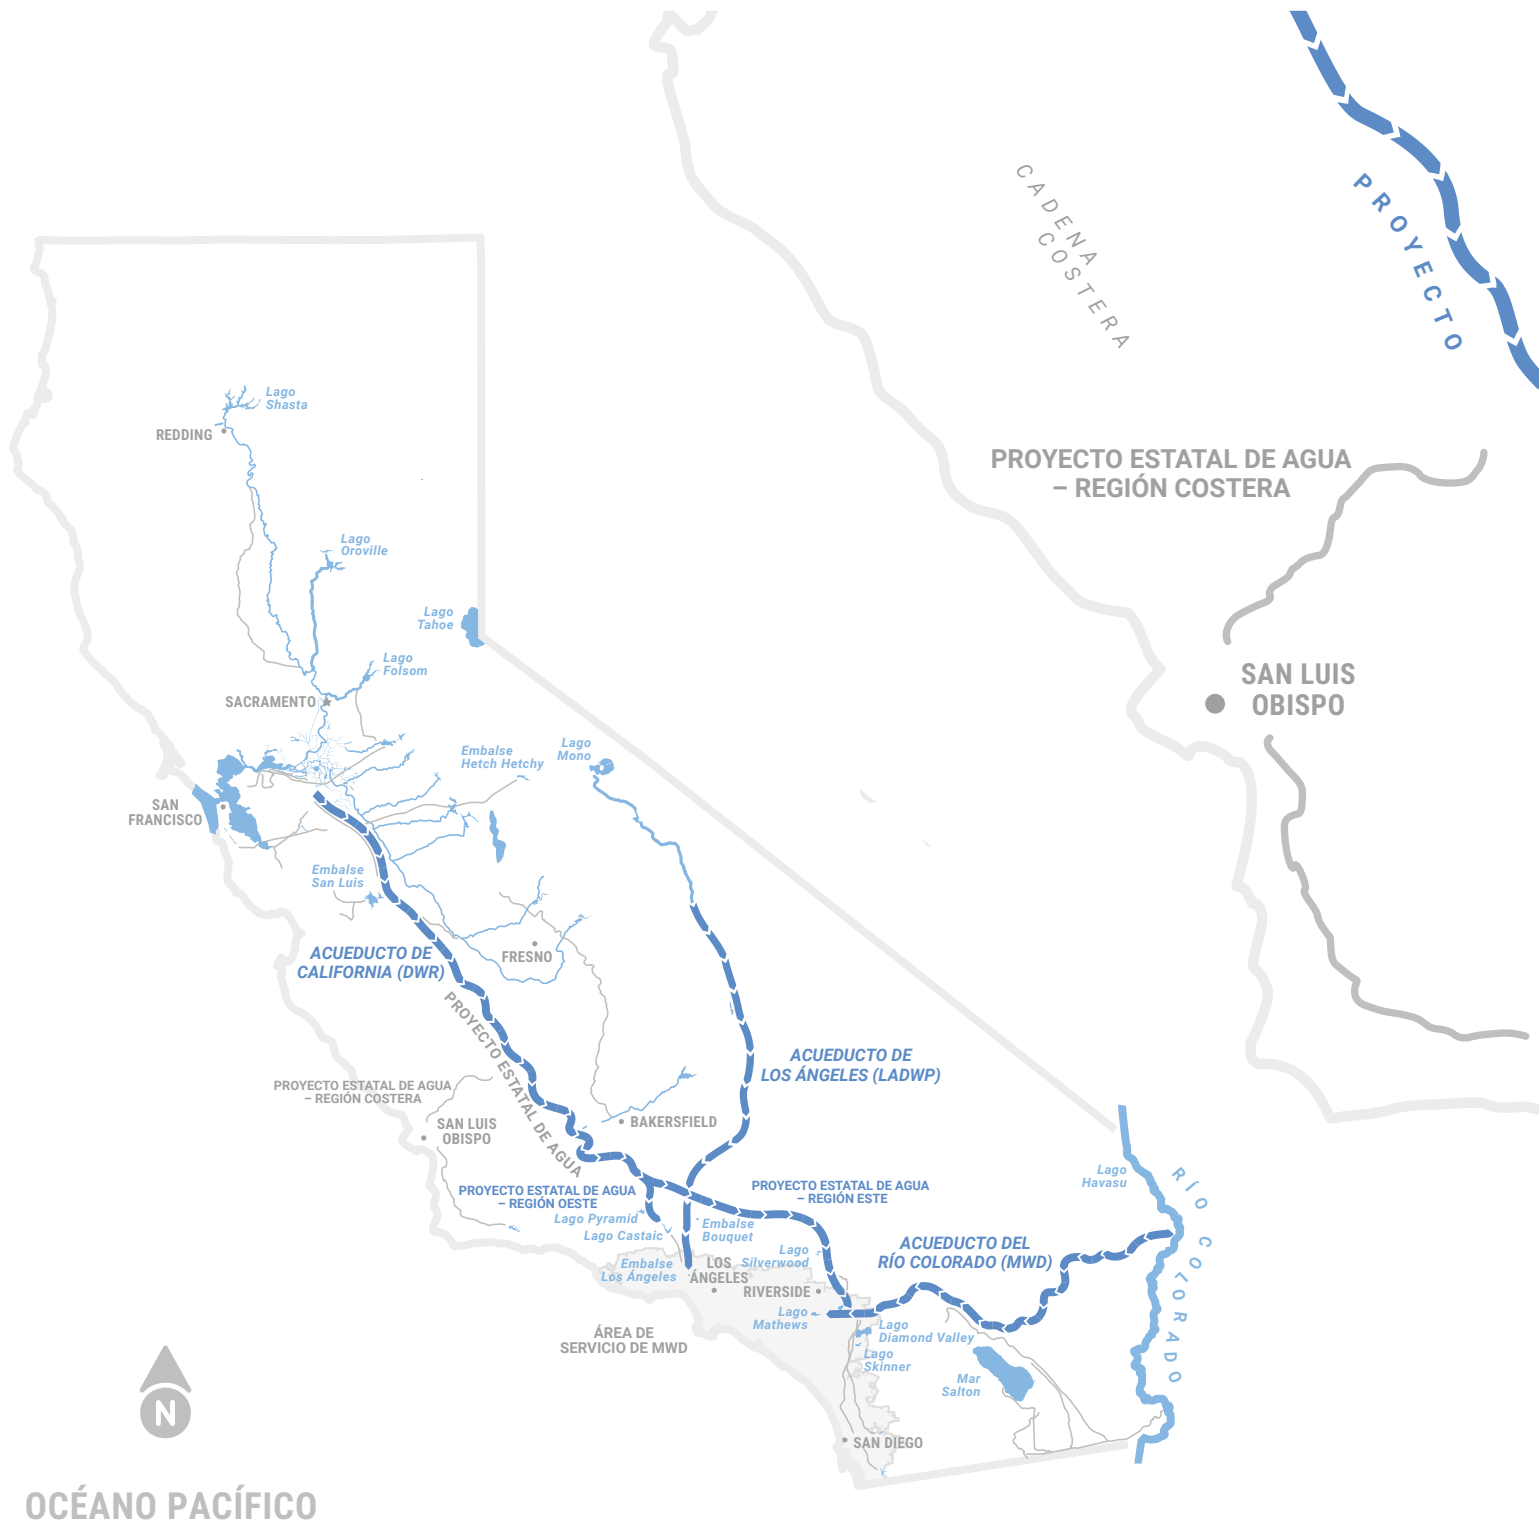 CADENA
COSTERA
PROYECTO
PROYECTO ESTATAL DE AGUA
– REGIÓN COSTERA
SAN LUIS
OBISPO
Lago
Shasta
REDDING
Lago
Oroville
Lago
Tahoe
Lago
Folsom
SACRAMENTO
Embalse
Hetch Hetchy
Lago
Mono
SAN
FRANCISCO
Embalse
San Luis
ACUEDUCTO DE
CALIFORNIA (DWR)
FRESNO
PROYECTO ESTATAL DE AGUA
ACUEDUCTO DE
LOS ÁNGELES (LADWP)
PROYECTO ESTATAL DE AGUA
– REGIÓN COSTERA
SAN LUIS
OBISPO
BAKERSFIELD
PROYECTO ESTATAL DE AGUA
– REGIÓN OESTE
PROYECTO ESTATAL DE AGUA
– REGIÓN ESTE
Lago
Havasu
RÍO COLORADO
Lago Pyramid
Lago Castaic
Embalse
Bouquet
Embalse
Los Ángeles
LOS
ÁNGELES
Lago
Silverwood
ACUEDUCTO DEL
RÍO COLORADO (MWD)
RIVERSIDE
Lago
Mathews
Lago
Diamond Valley
Lago
Skinner
ÁREA DE
SERVICIO DE MWD
Mar
Salton
SAN DIEGO
N
OCÉANO PACÍFICO